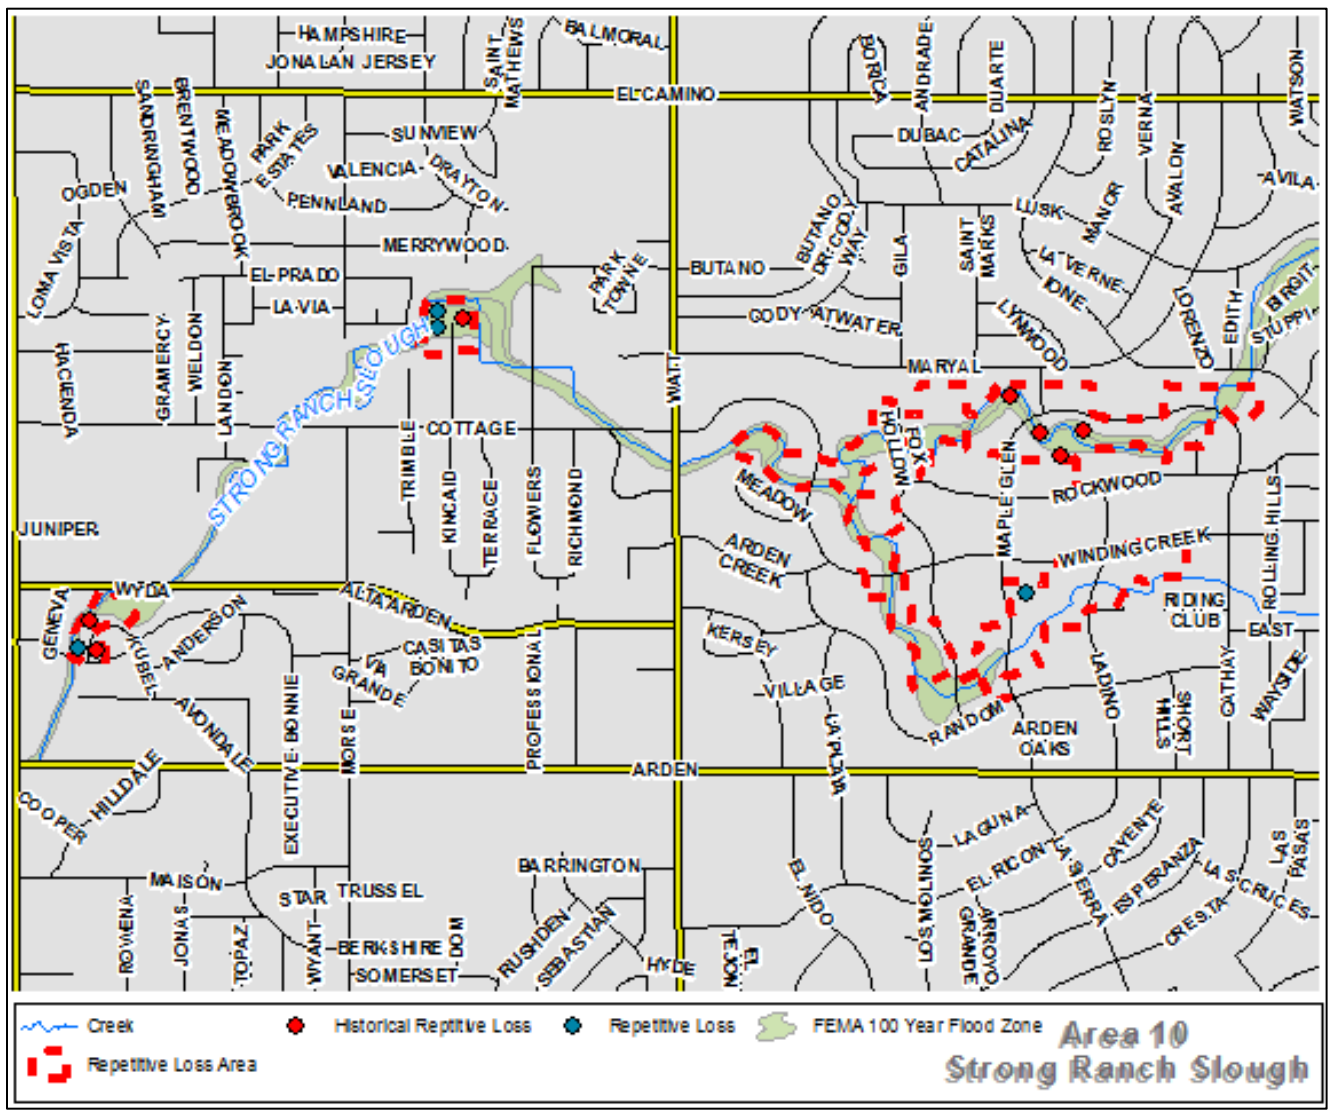 HAMPSHIRE
JONALAN JERSEY
SAINT
MATHEWS
BALMORAL
BORICA
ANDRADE
DUARTE
ROSLYN
VERNA
WATSON
EL CAMINO
SANDRINGHAM
BRENTWOOD
MEADOWBROOK
PARK
ESTATES
SUNVIEW
VALENCIA
DRAYTON
PENNLAND
OGDEN
LOMA VISTA
MERRYWOOD
EL PRADO
LA VIA
PARK
TOWNE
DUBAC
CATALINA
AVALON
AVILA
LUSK
MANOR
BUTANO
BUTANO
DR CODY
WAY
GILA
SAINT
MARKS
LA VERNE
IONE
LORENZO
EDITH
BIRGIT
STUPPI
CODY
ATWATER
LYNWOOD
MARYAL
HACIENDA
GRAMERCY
WELDON
LANDON
STRONG RANCH SLOUGH
WATT
TRIMBLE
COTTAGE
KINCAID
TERRACE
FLOWERS
RICHMOND
HOLLOW
FOX
MAPLE GLEN
ROCKWOOD
MEADOW
ARDEN
CREEK
WINDING CREEK
ROLLING HILLS
JUNIPER
WYDA
GENEVA
KUBEL
ANDERSON
ALTA ARDEN
CASITAS
BONITO
VIA
GRANDE
PROFESSIONAL
KERSEY
VILLAGE
LA PLAYA
RANDOM
ARDEN
OAKS
LADINO
RIDING
CLUB
EAST
SHORT
HILLS
CATHAY
WAYSIDE
AVONDALE
EXECUTIVE BONNIE
MORSE
ARDEN
COOPER
HILLDALE
MAISON
ROWENA
JONAS
TOPAZ
STAR
WYANT
TRUSSEL
BERKSHIRE
SOMERSET
DOM
BARRINGTON
RUSHDEN
SEBASTIAN
HYDE
EL
TEJON
EL NIDO
LOS MOLINOS
LAGUNA
EL RICON
ARROYO
GRANDE
LA SIERRA
CAYENTE
ESPERANZA
CRESTA
LAS CRUCES
LAS
PASAS
Creek
Historical Reptitive Loss
Repetitive Loss
FEMA 100 Year Flood Zone
Repetitive Loss Area
Area 10
Strong Ranch Slough